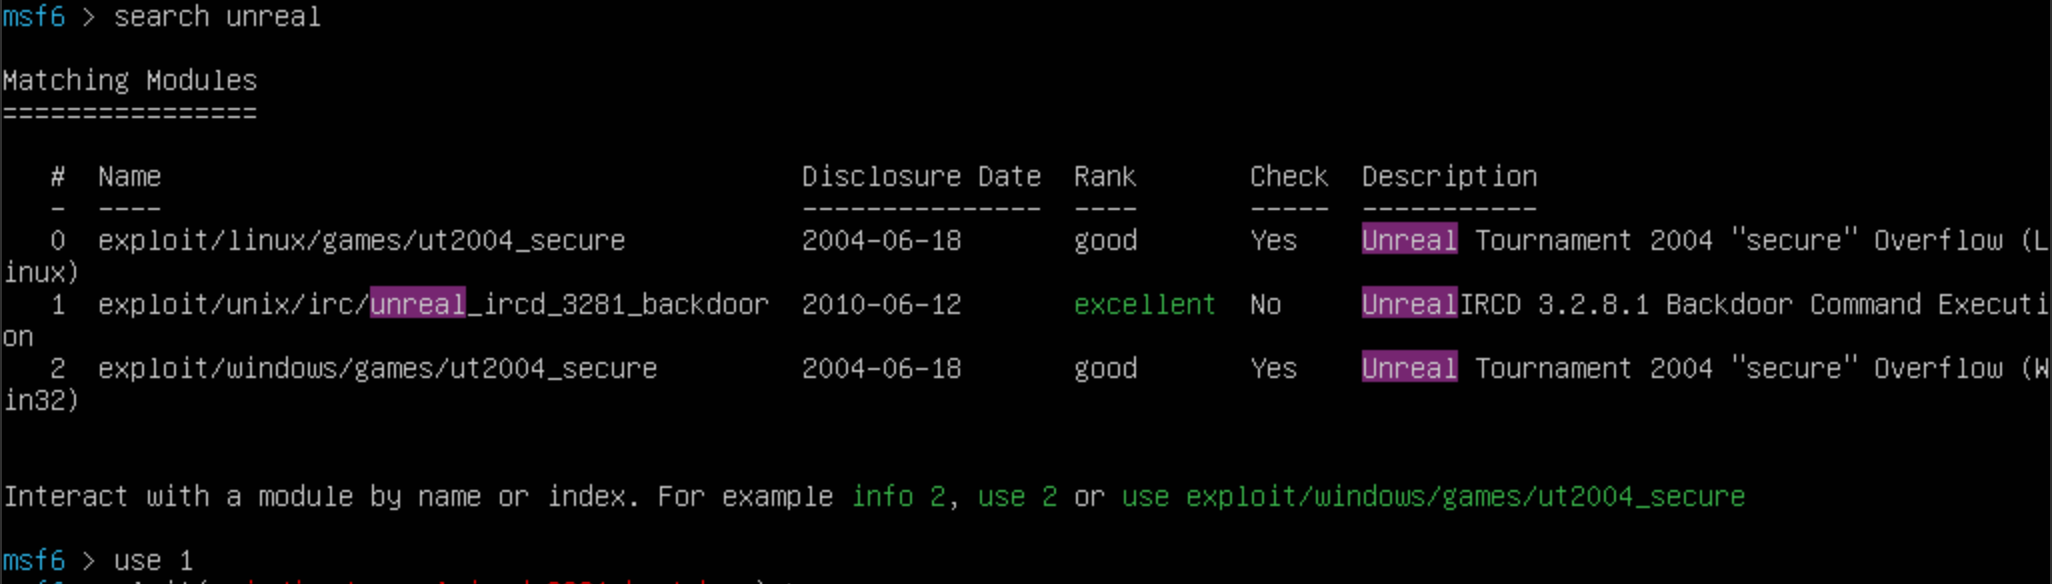 msf6 > search unreal
Matching Modules
================
# Name Disclosure Date Rank Check Description
- ---- --------------- ---- ----- -----------
0 exploit/linux/games/ut2004_secure 2004-06-18 good Yes Unreal Tournament 2004 "secure" Overflow (L
inux)
1 exploit/unix/irc/unreal_ircd_3281_backdoor 2010-06-12 excellent No UnrealIRCD 3.2.8.1 Backdoor Command Executi
on
2 exploit/windows/games/ut2004_secure 2004-06-18 good Yes Unreal Tournament 2004 "secure" Overflow (W
in32)
Interact with a module by name or index. For example info 2, use 2 or use exploit/windows/games/ut2004_secure
msf6 > use 1